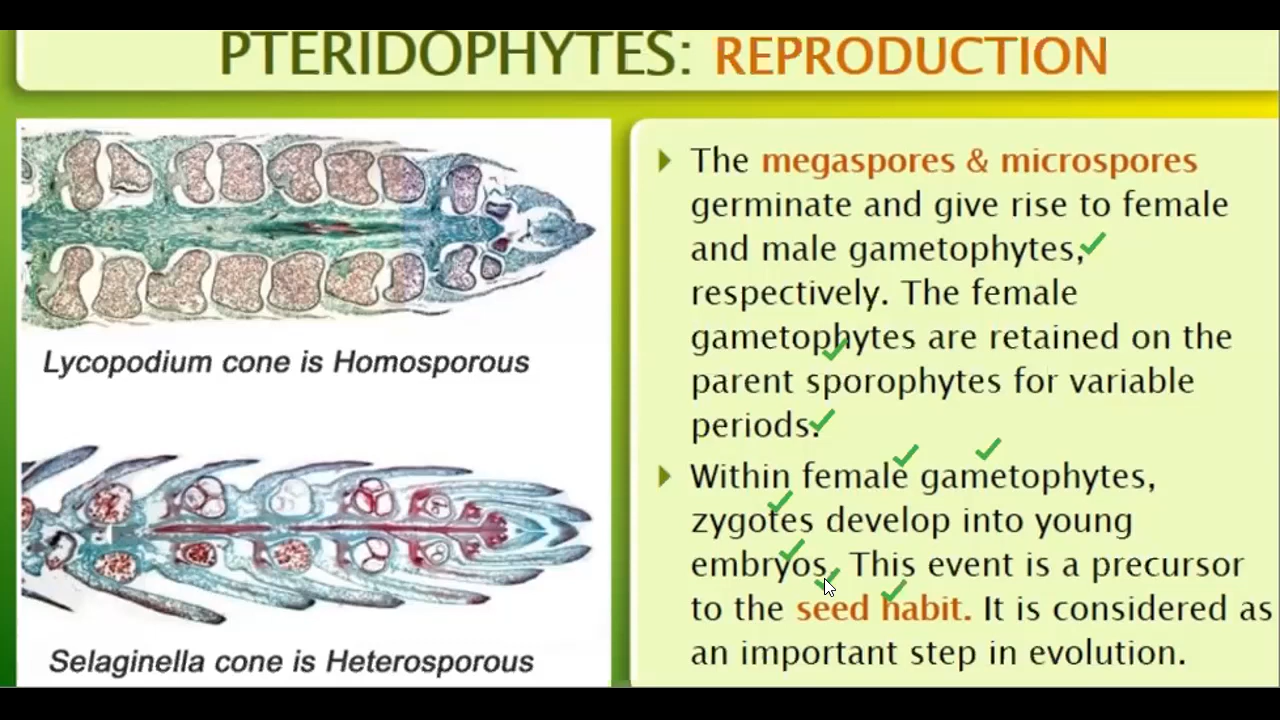 PTERIDOPHYTES: REPRODUCTION
Lycopodium cone is Homosporous
Selaginella cone is Heterosporous
The megaspores & microspores
germinate and give rise to female
and male gametophytes,
respectively. The female
gametophytes are retained on the
parent sporophytes for variable
periods.
Within female gametophytes,
zygotes develop into young
embryos. This event is a precursor
to the seed habit. It is considered as
an important step in evolution.